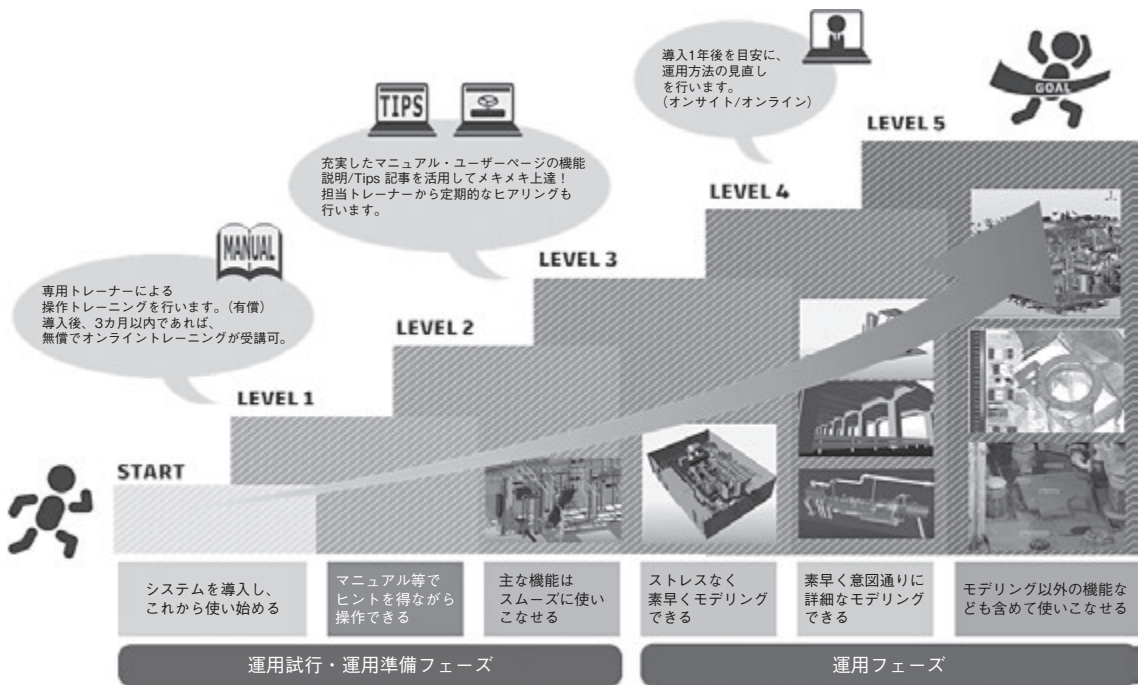 導入1年後を目安に、
運用方法の見直し
を行います。
(オンサイト/オンライン)
GOAL
LEVEL 5
TIPS
充実したマニュアル・ユーザーページの機能
説明/Tips 記事を活用してメキメキ上達！
担当トレーナーから定期的なヒアリングも
行います。
LEVEL 4
MANUAL
専用トレーナーによる
操作トレーニングを行います。(有償)
導入後、3カ月以内であれば、
無償でオンライントレーニングが受講可。
LEVEL 3
LEVEL 2
LEVEL 1
START
システムを導入し、
これから使い始める
マニュアル等で
ヒントを得ながら
操作できる
主な機能は
スムーズに使い
こなせる
ストレスなく
素早くモデリング
できる
素早く意図通りに
詳細なモデリング
できる
モデリング以外の機能な
ども含めて使いこなせる
運用試行・運用準備フェーズ
運用フェーズ